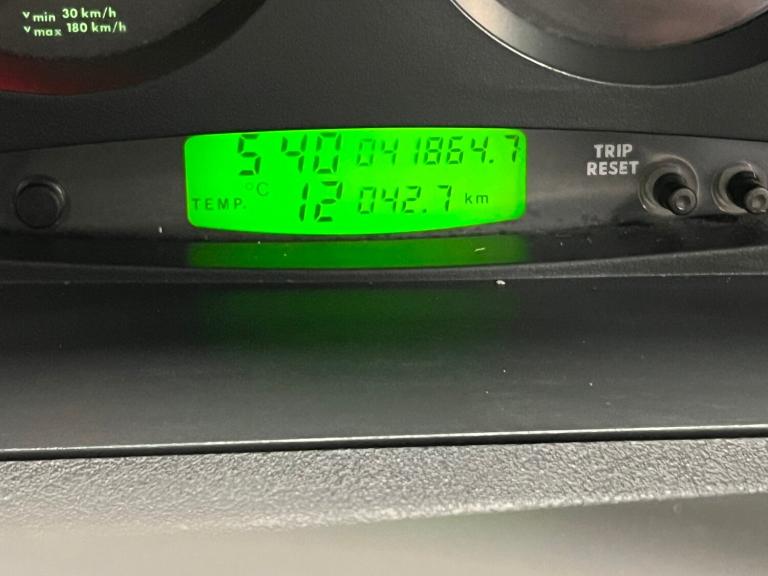 vmin 30 km/h
vmax 180 km/h
5 40 041864.7
TRIP
RESET
°C
TEMP. 12 042.7 km